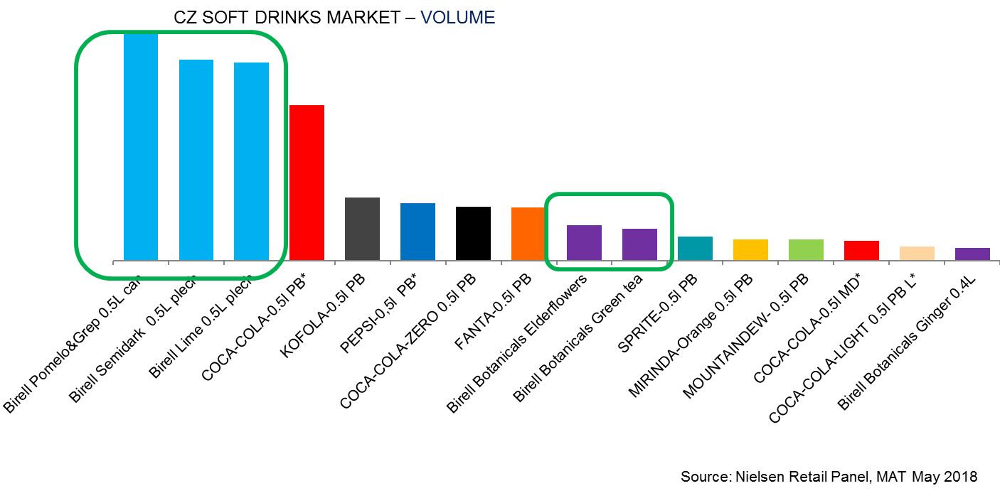 CZ SOFT DRINKS MARKET – VOLUME
Birell Pomelo&Grep 0.5L can
Birell Semidark 0.5L plech
Birell Lime 0.5L plech
COCA-COLA-0.5l PB*
KOFOLA-0.5l PB
PEPSI-0,5l PB*
COCA-COLA-ZERO 0.5l PB
FANTA-0.5l PB
Birell Botanicals Elderflowers
Birell Botanicals Green tea
SPRITE-0.5l PB
MIRINDA-Orange 0.5l PB
MOUNTAINDEW- 0.5l PB
COCA-COLA-0.5l MD*
COCA-COLA-LIGHT 0.5l PB L*
Birell Botanicals Ginger 0.4L
Source: Nielsen Retail Panel, MAT May 2018